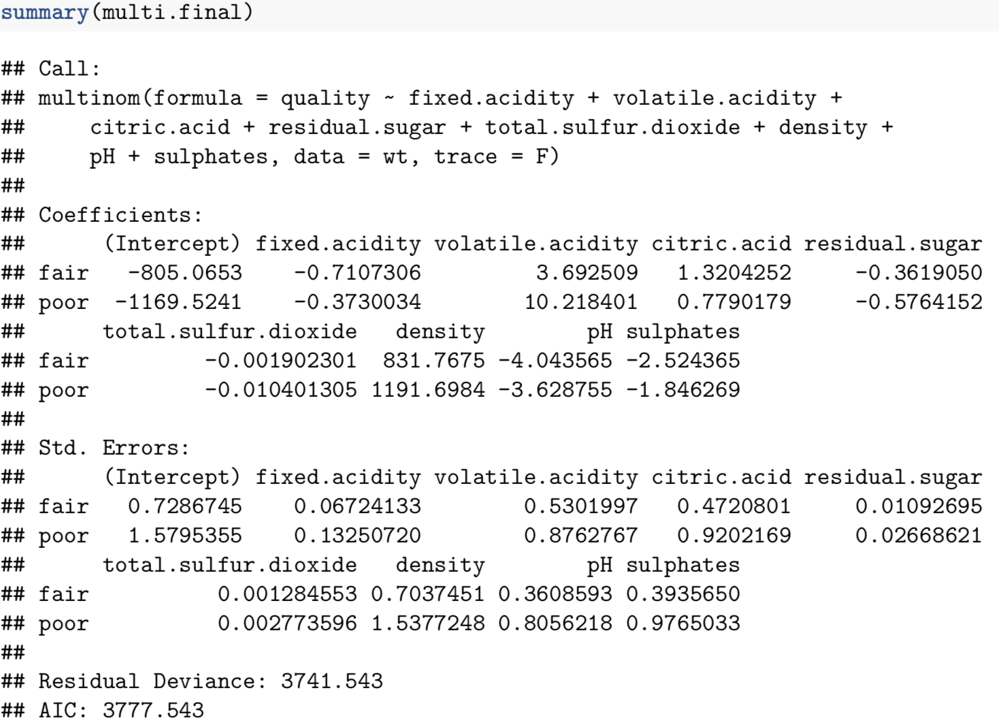 summary(multi.final)
## Call:
## multinom(formula = quality ~ fixed.acidity + volatile.acidity +
##     citric.acid + residual.sugar + total.sulfur.dioxide + density +
##     pH + sulphates, data = wt, trace = F)
##
## Coefficients:
##      (Intercept) fixed.acidity volatile.acidity citric.acid residual.sugar
## fair   -805.0653    -0.7107306         3.692509   1.3204252     -0.3619050
## poor  -1169.5241    -0.3730034        10.218401   0.7790179     -0.5764152
##      total.sulfur.dioxide   density        pH sulphates
## fair         -0.001902301  831.7675 -4.043565 -2.524365
## poor         -0.010401305 1191.6984 -3.628755 -1.846269
##
## Std. Errors:
##      (Intercept) fixed.acidity volatile.acidity citric.acid residual.sugar
## fair   0.7286745    0.06724133        0.5301997   0.4720801     0.01092695
## poor   1.5795355    0.13250720        0.8762767   0.9202169     0.02668621
##      total.sulfur.dioxide   density        pH sulphates
## fair          0.001284553 0.7037451 0.3608593 0.3935650
## poor          0.002773596 1.5377248 0.8056218 0.9765033
##
## Residual Deviance: 3741.543
## AIC: 3777.543